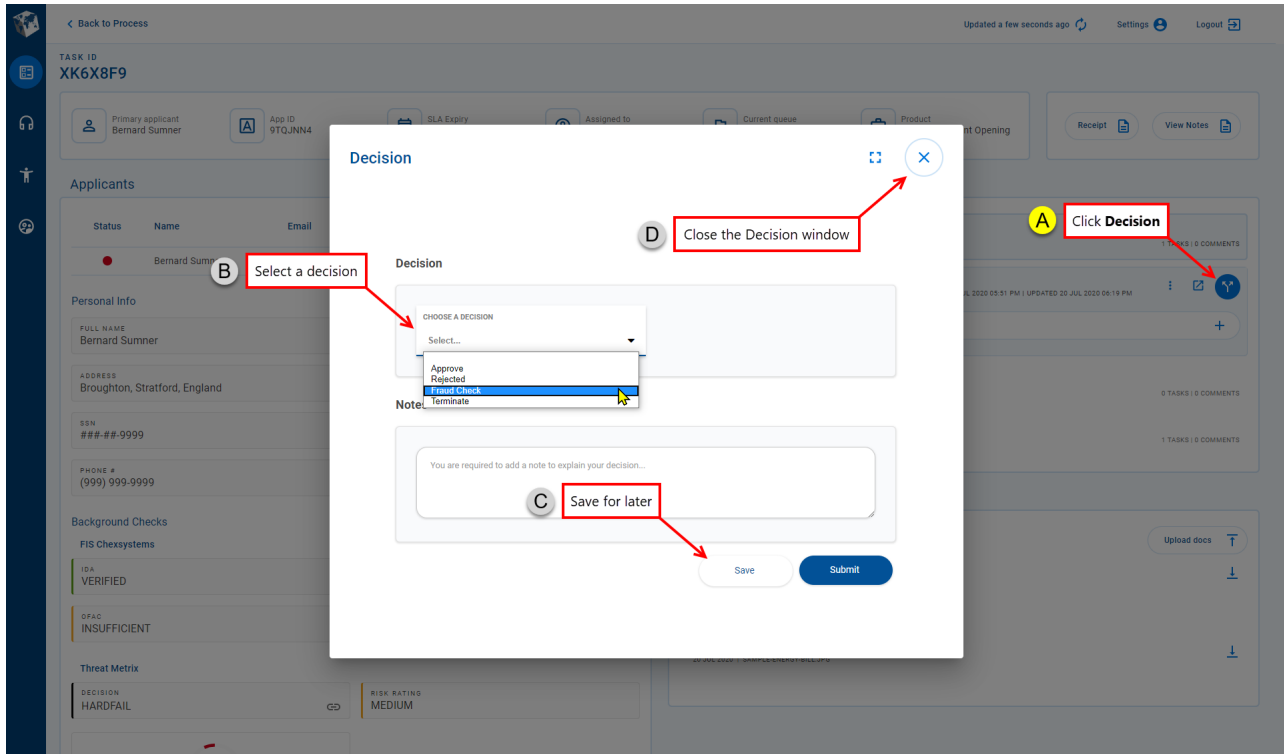 Back to Process
Updated a few seconds ago
Settings
Logout
TASK ID
XK6X8F9
Primary applicant
Bernard Sumner
App ID
9TQJNN4
SLA Expiry
Assigned to
Current queue
Product
nt Opening
Receipt
View Notes
Applicants
Status
Name
Email
Bernard Sumn
Decision
D
Close the Decision window
A
Click Decision
1 TASKS | 0 COMMENTS
B
Select a decision
Decision
CHOOSE A DECISION
Select...
Approve
Rejected
Fraud Check
Terminate
JL 2020 05:51 PM | UPDATED 20 JUL 2020 06:19 PM
Personal Info
FULL NAME
Bernard Sumner
ADDRESS
Broughton, Stratford, England
0 TASKS | 0 COMMENTS
Notes
SSN
###-##-9999
1 TASKS | 0 COMMENTS
You are required to add a note to explain your decision...
PHONE #
(999) 999-9999
C
Save for later
Background Checks
FIS Chexsystems
Upload docs
Save
Submit
IDA
VERIFIED
OFAC
INSUFFICIENT
Threat Metrix
20 JUL 2020 | SAMPLE-ENERGY-BILL.JPG
DECISION
HARDFAIL
RISK RATING
MEDIUM